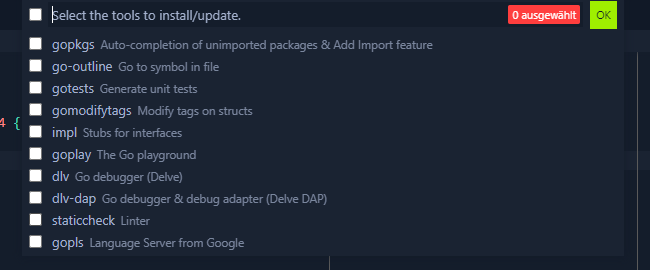 Select the tools to install/update. 0 ausgewählt OK
gopkgs Auto-completion of unimported packages & Add Import feature
go-outline Go to symbol in file
gotests Generate unit tests
4 {
gomodifytags Modify tags on structs
impl Stubs for interfaces
goplay The Go playground
dlv Go debugger (Delve)
dlv-dap Go debugger & debug adapter (Delve DAP)
staticcheck Linter
gopls Language Server from Google